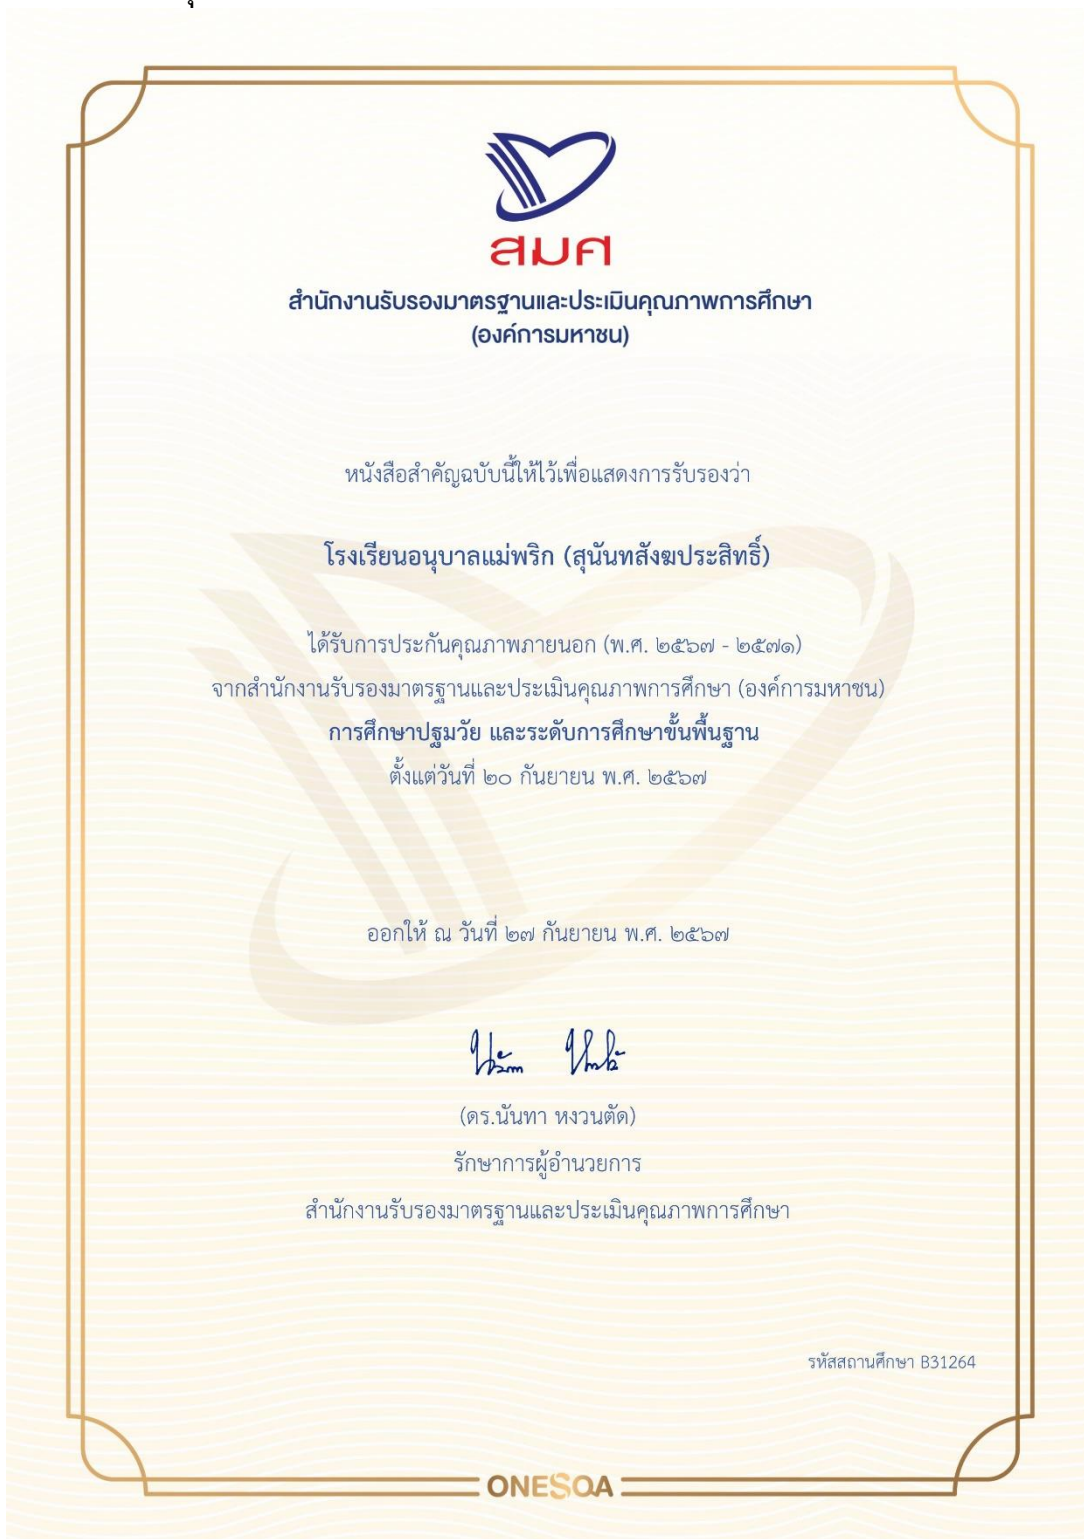 สมศ
สำนักงานรับรองมาตรฐานและประเมินคุณภาพการศึกษา
(องค์การมหาชน)
หนังสือสำคัญฉบับนี้ให้ไว้เพื่อแสดงการรับรองว่า
โรงเรียนอนุบาลแม่พริก (สุนันทสังฆประสิทธิ์)
ได้รับการประกันคุณภาพภายนอก (พ.ศ. ๒๕๖๗ - ๒๕๗๑)
จากสำนักงานรับรองมาตรฐานและประเมินคุณภาพการศึกษา (องค์การมหาชน)
การศึกษาปฐมวัย และระดับการศึกษาขั้นพื้นฐาน
ตั้งแต่วันที่ ๒๐ กันยายน พ.ศ. ๒๕๖๗
ออกให้ ณ วันที่ ๒๗ กันยายน พ.ศ. ๒๕๖๗
(ดร.นันทา หงวนตัด)
รักษาการผู้อำนวยการ
สำนักงานรับรองมาตรฐานและประเมินคุณภาพการศึกษา
รหัสสถานศึกษา B31264
ONESQA